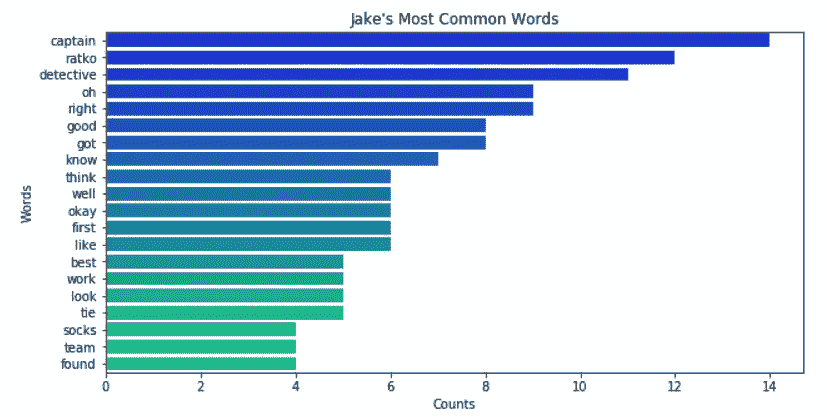 Jake's Most Common Words
captain
ratko
detective
oh
right
good
got
know
think
well
okay
first
like
best
work
look
tie
socks
team
found
Words
0 2 4 6 8 10 12 14
Counts